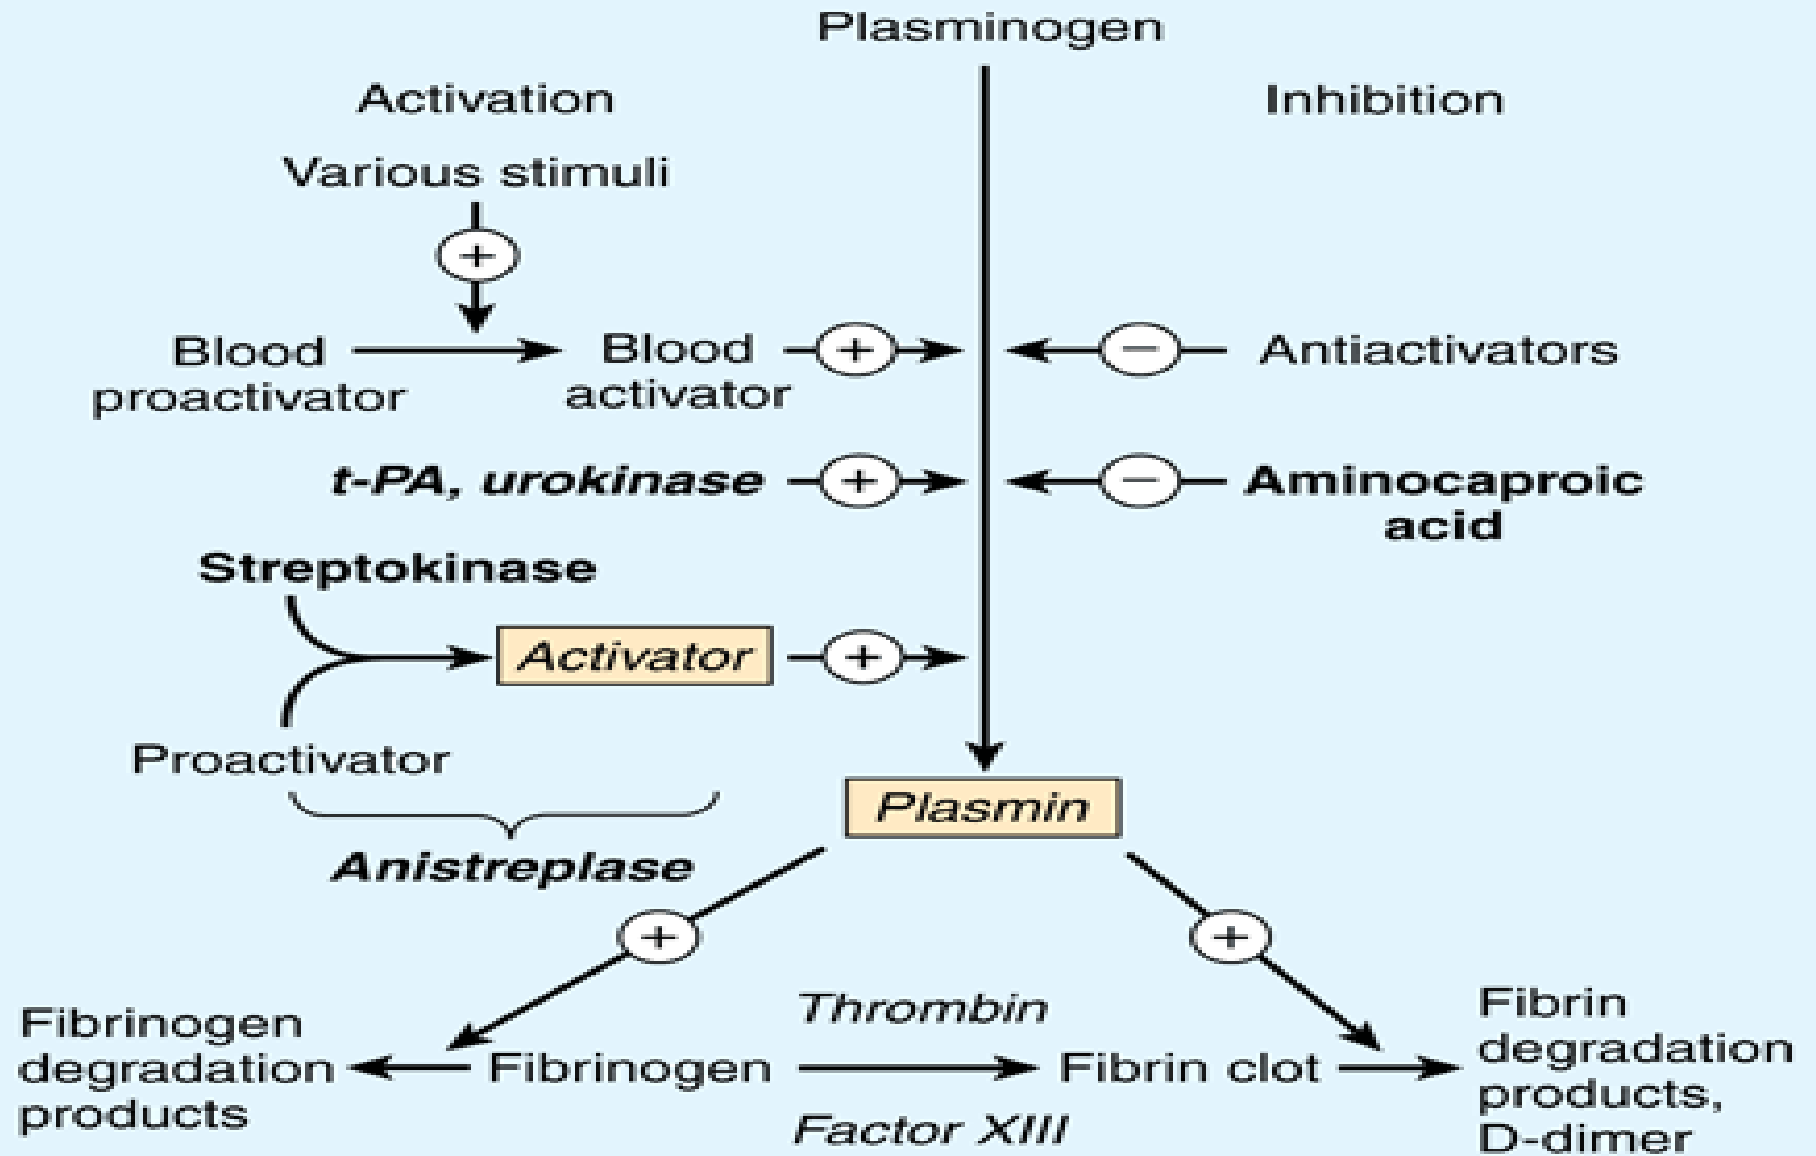 Plasminogen
Activation
Inhibition
Various stimuli
+
Blood
proactivator
Blood
activator
+
−
Antiactivators
t-PA, urokinase
+
−
Aminocaproic
acid
Streptokinase
Activator
+
Proactivator
Plasmin
Anistreplase
+
+
Fibrinogen
degradation
products
Fibrinogen
Thrombin
Factor XIII
Fibrin clot
Fibrin
degradation
products,
D-dimer